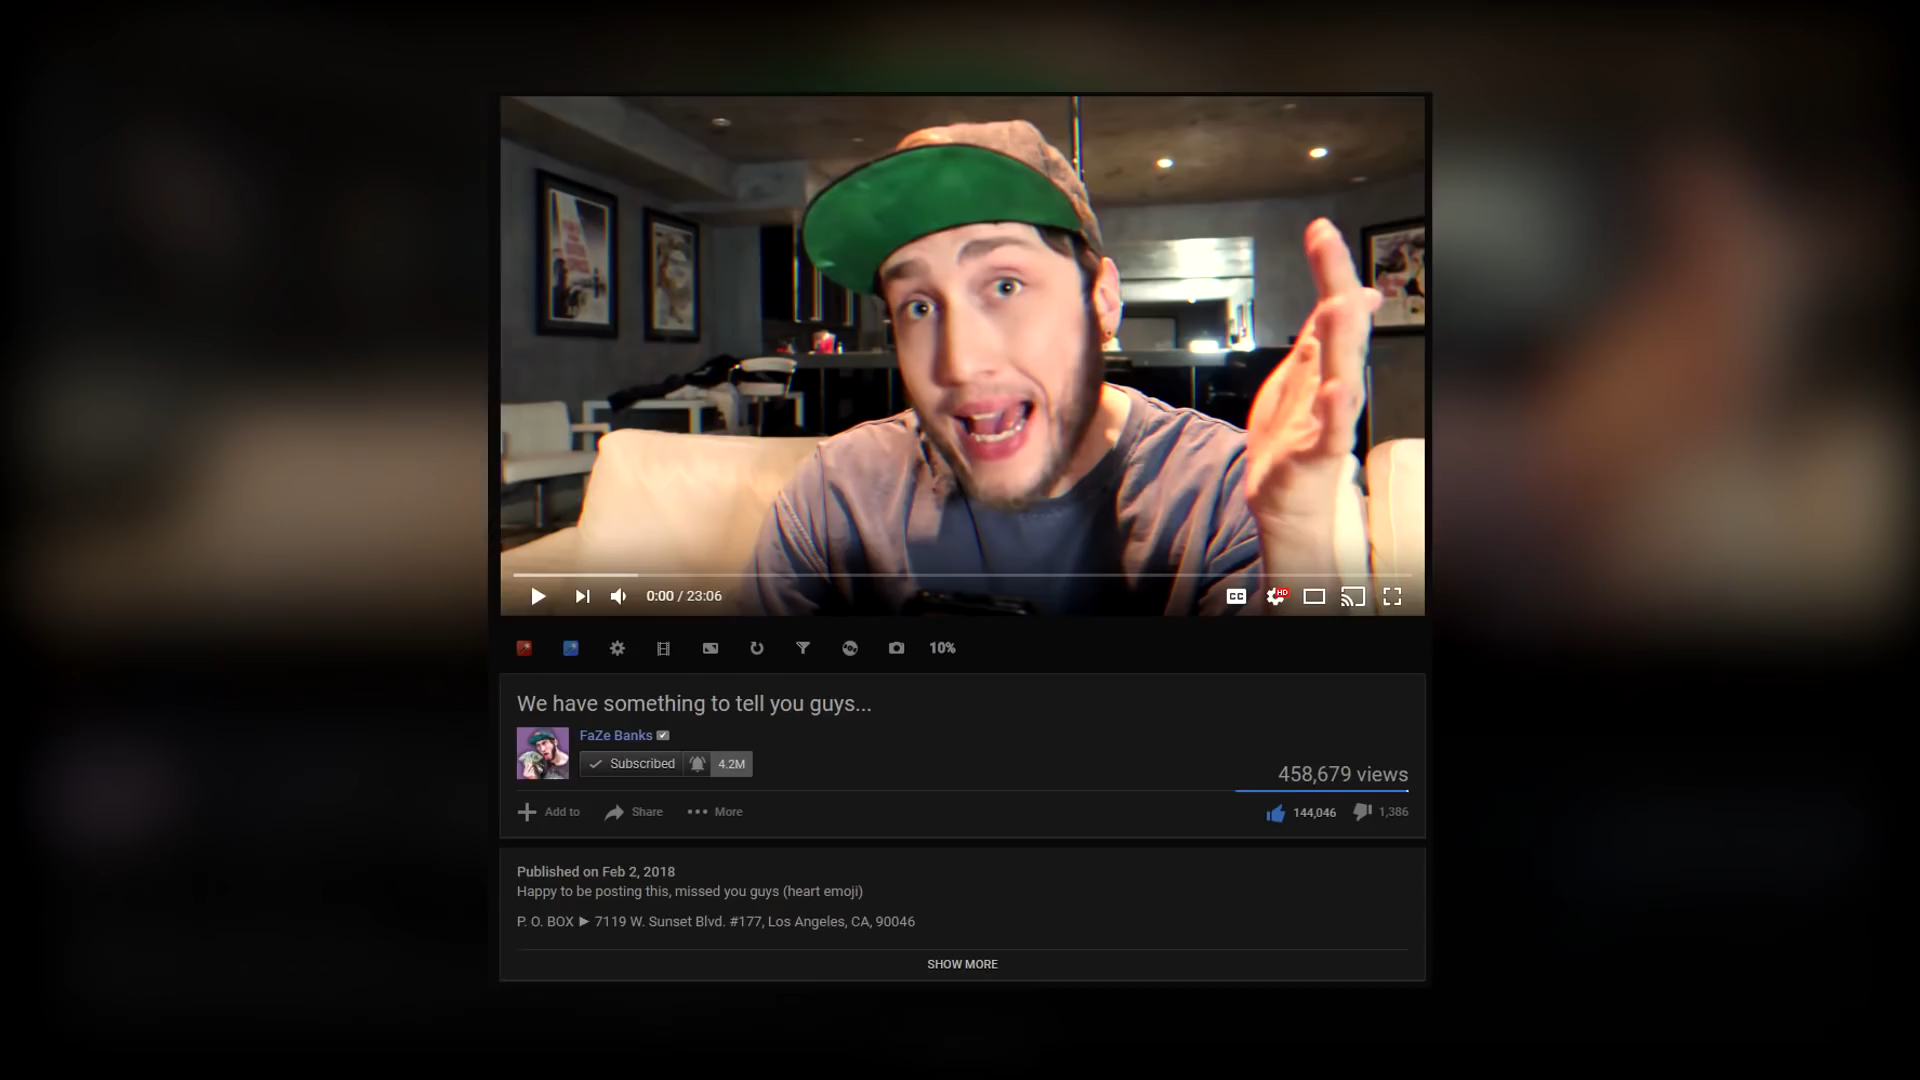 0:00 / 23:06
CC
HD
10%
We have something to tell you guys...
FaZe Banks
Subscribed 4.2M
458,679 views
Add to Share More 144,046 1,386
Published on Feb 2, 2018
Happy to be posting this, missed you guys (heart emoji)
P. O. BOX ► 7119 W. Sunset Blvd. #177, Los Angeles, CA, 90046
SHOW MORE